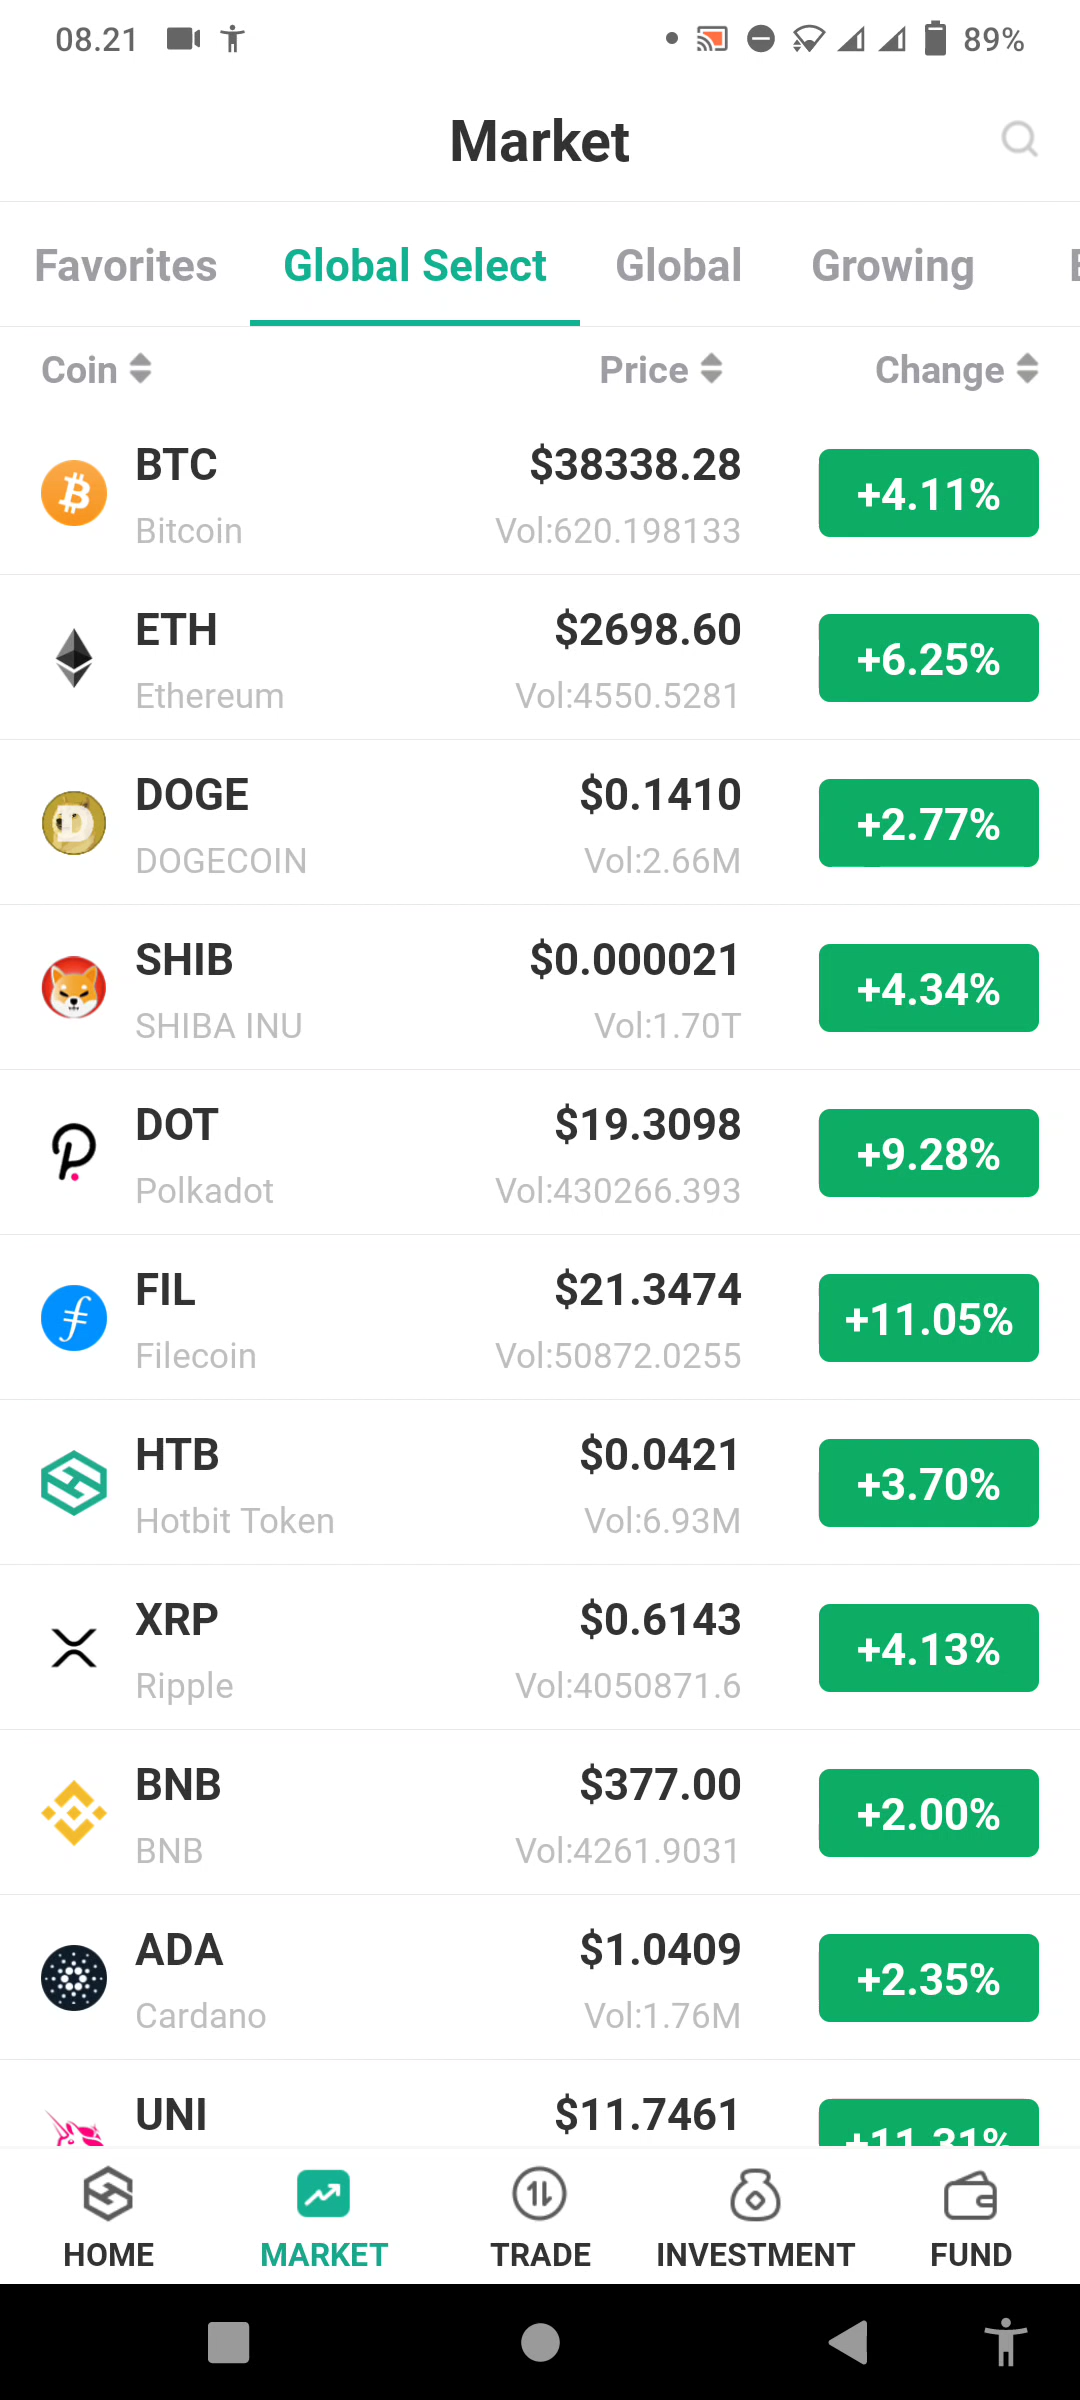 08.21
89%
Market
Favorites Global Select Global Growing
Coin Price Change
BTC $38338.28 +4.11%
Bitcoin Vol:620.198133
ETH $2698.60 +6.25%
Ethereum Vol:4550.5281
DOGE $0.1410 +2.77%
DOGECOIN Vol:2.66M
SHIB $0.000021 +4.34%
SHIBA INU Vol:1.70T
DOT $19.3098 +9.28%
Polkadot Vol:430266.393
FIL $21.3474 +11.05%
Filecoin Vol:50872.0255
HTB $0.0421 +3.70%
Hotbit Token Vol:6.93M
XRP $0.6143 +4.13%
Ripple Vol:4050871.6
BNB $377.00 +2.00%
BNB Vol:4261.9031
ADA $1.0409 +2.35%
Cardano Vol:1.76M
UNI $11.7461 +11.31%
HOME MARKET TRADE INVESTMENT FUND